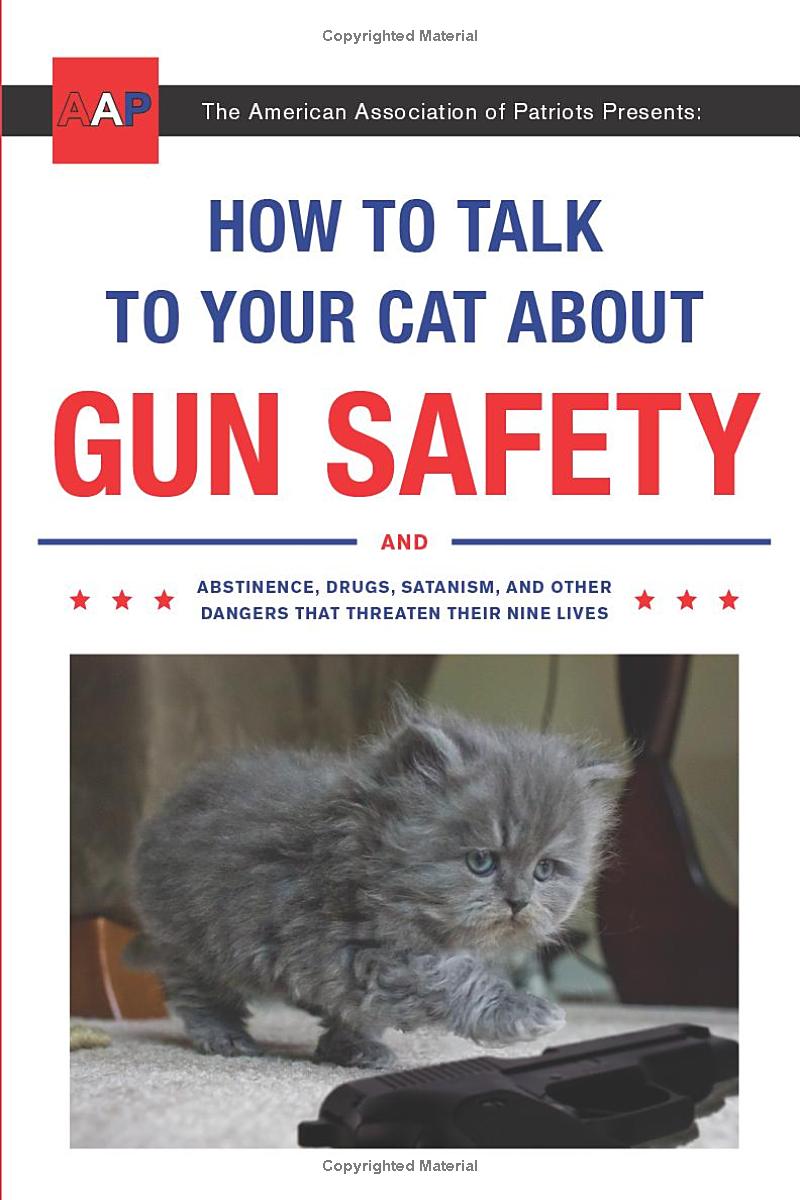 Copyrighted Material
AAP
The American Association of Patriots Presents:
HOW TO TALK
TO YOUR CAT ABOUT
GUN SAFETY
AND
ABSTINENCE, DRUGS, SATANISM, AND OTHER
DANGERS THAT THREATEN THEIR NINE LIVES
Copyrighted Material